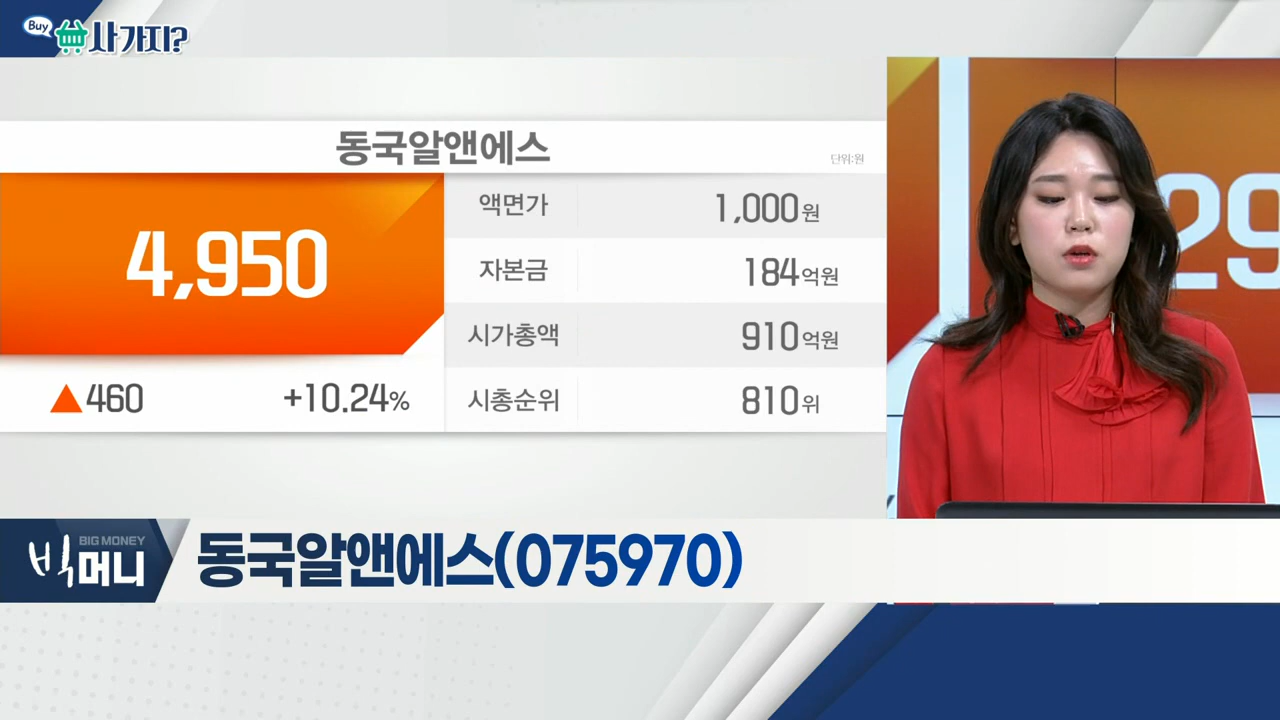 Buy
사가지?
동국알앤에스
단위:원
4,950
▲460 +10.24%
액면가 1,000원
자본금 184억원
시가총액 910억원
시총순위 810위
29
빅머니 BIG MONEY
동국알앤에스(075970)